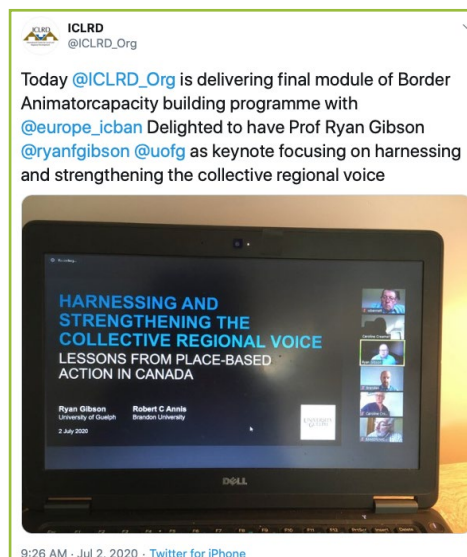 ICLRD
@ICLRD_Org
Today @ICLRD_Org is delivering final module of Border
Animatorcapacity building programme with
@europe_icban Delighted to have Prof Ryan Gibson
@ryanfgibson @uofg as keynote focusing on harnessing
and strengthening the collective regional voice
HARNESSING AND
STRENGTHENING THE
COLLECTIVE REGIONAL VOICE
LESSONS FROM PLACE-BASED
ACTION IN CANADA
Ryan Gibson
University of Guelph
Robert C Annis
Brandon University
2 July 2020
UNIVERSITY
of GUELPH
DELL
9:26 AM · Jul 2, 2020 · Twitter for iPhone